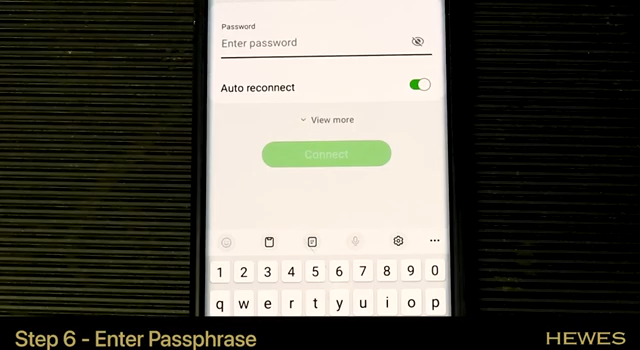 Password
Enter password
Auto reconnect
View more
Connect
1 2 3 4 5 6 7 8 9 0
q w e r t y u i o p
Step 6 - Enter Passphrase
HEWES